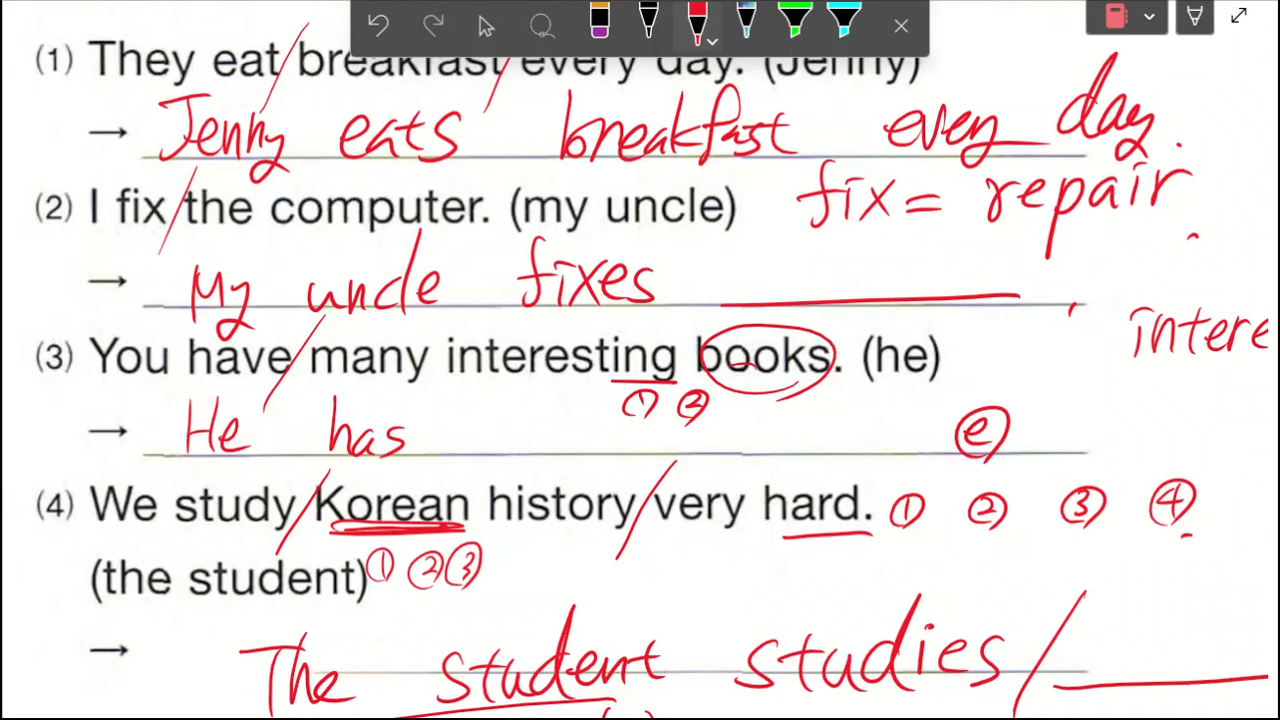 (1) They eat breakfast every day. (Jenny)
→ Jenny eats breakfast every day.
(2) I fix the computer. (my uncle) fix = repair
→ My uncle fixes
intere
(3) You have many interesting books. (he)
① ②
→ He has ⓔ
(4) We study Korean history very hard. ① ② ③ ④
(the student) ① ② ③
→ The student studies